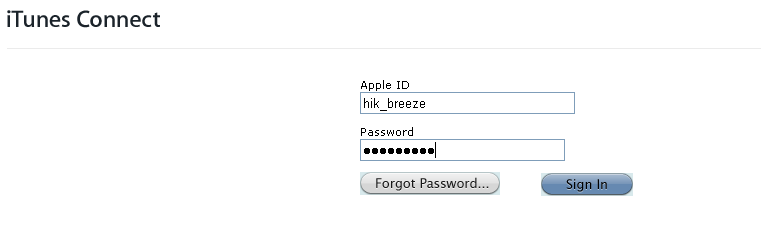 iTunes Connect
Apple ID
hik_breeze
Password
●●●●●●●●●
Forgot Password... Sign In